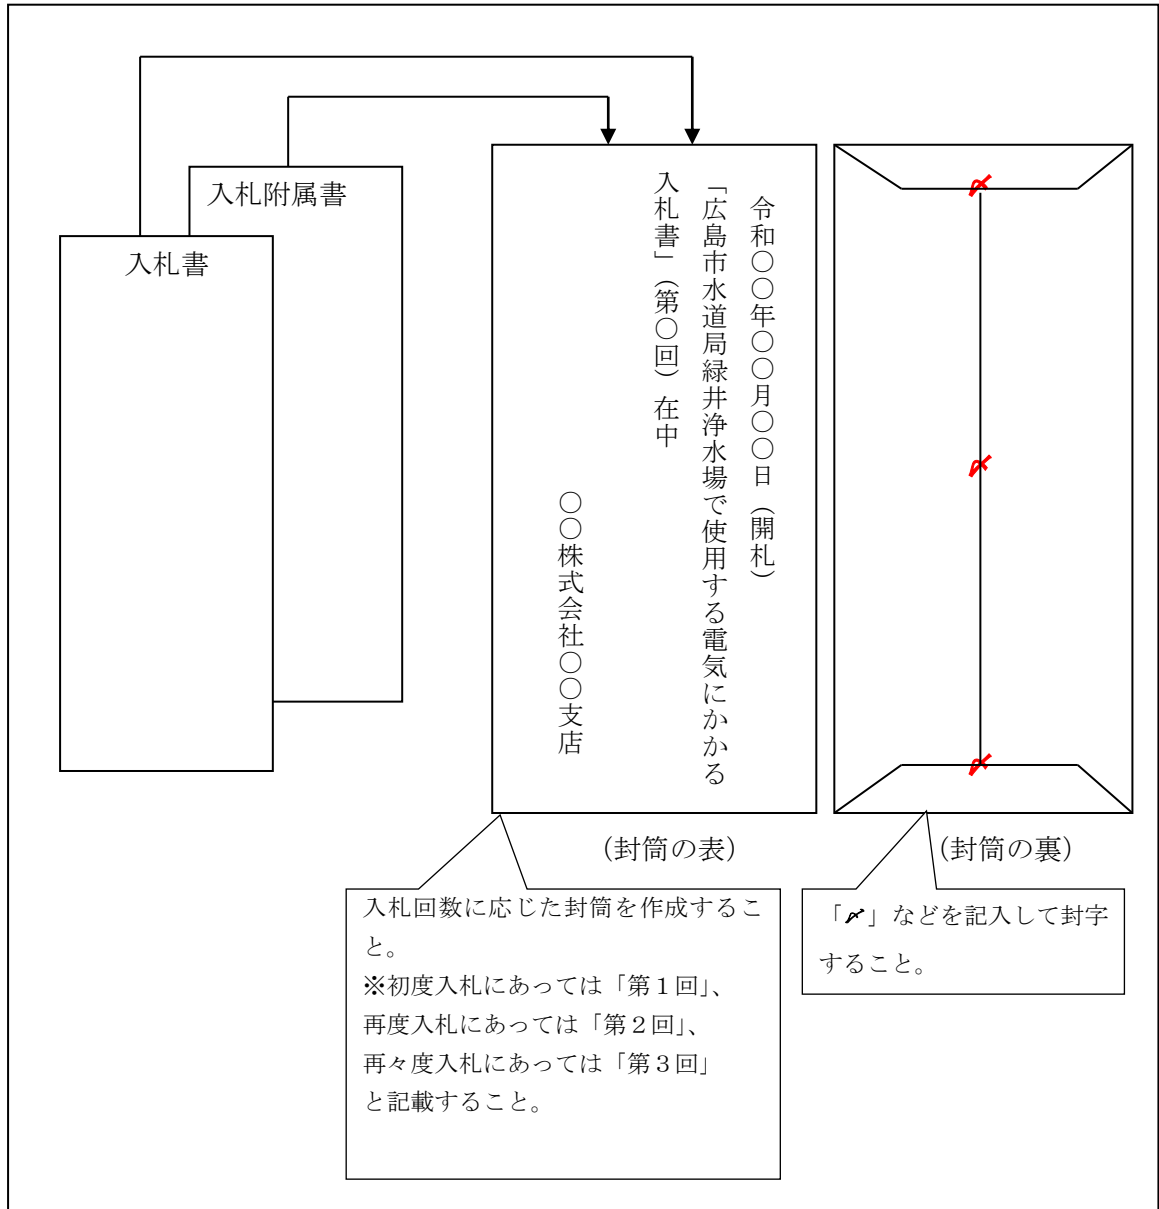 入札附属書
入札書
令和〇〇年〇〇月〇〇日（開札）
「広島市水道局緑井浄水場で使用する電気にかかる
入札書」（第〇回）在中
〇〇株式会社〇〇支店
（封筒の表）
（封筒の裏）
入札回数に応じた封筒を作成するこ
と。
※初度入札にあっては「第１回」、
再度入札にあっては「第２回」、
再々度入札にあっては「第３回」
と記載すること。
「〆」などを記入して封字
すること。
〆
〆
〆